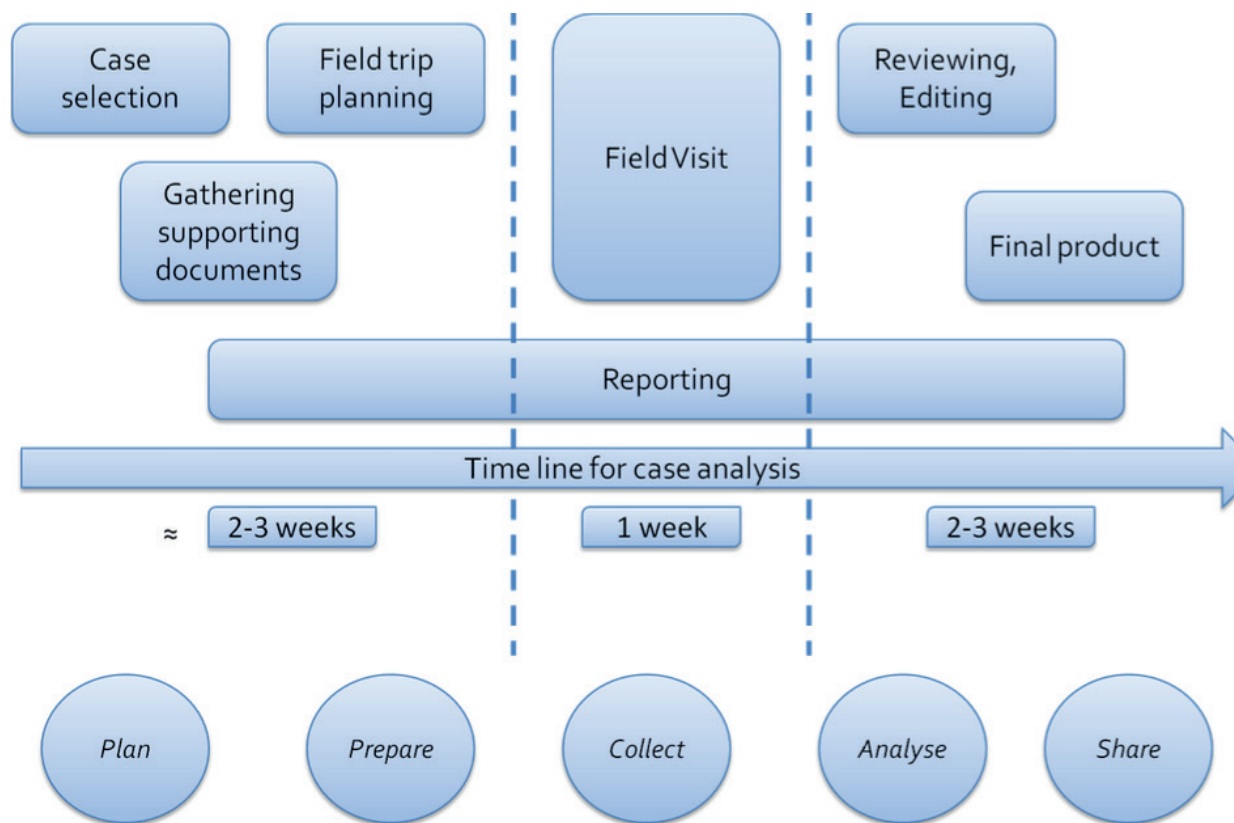 Case
selection
Field trip
planning
Field Visit
Reviewing,
Editing
Gathering
supporting
documents
Final product
Reporting
Time line for case analysis
≈ 2-3 weeks
1 week
2-3 weeks
Plan
Prepare
Collect
Analyse
Share